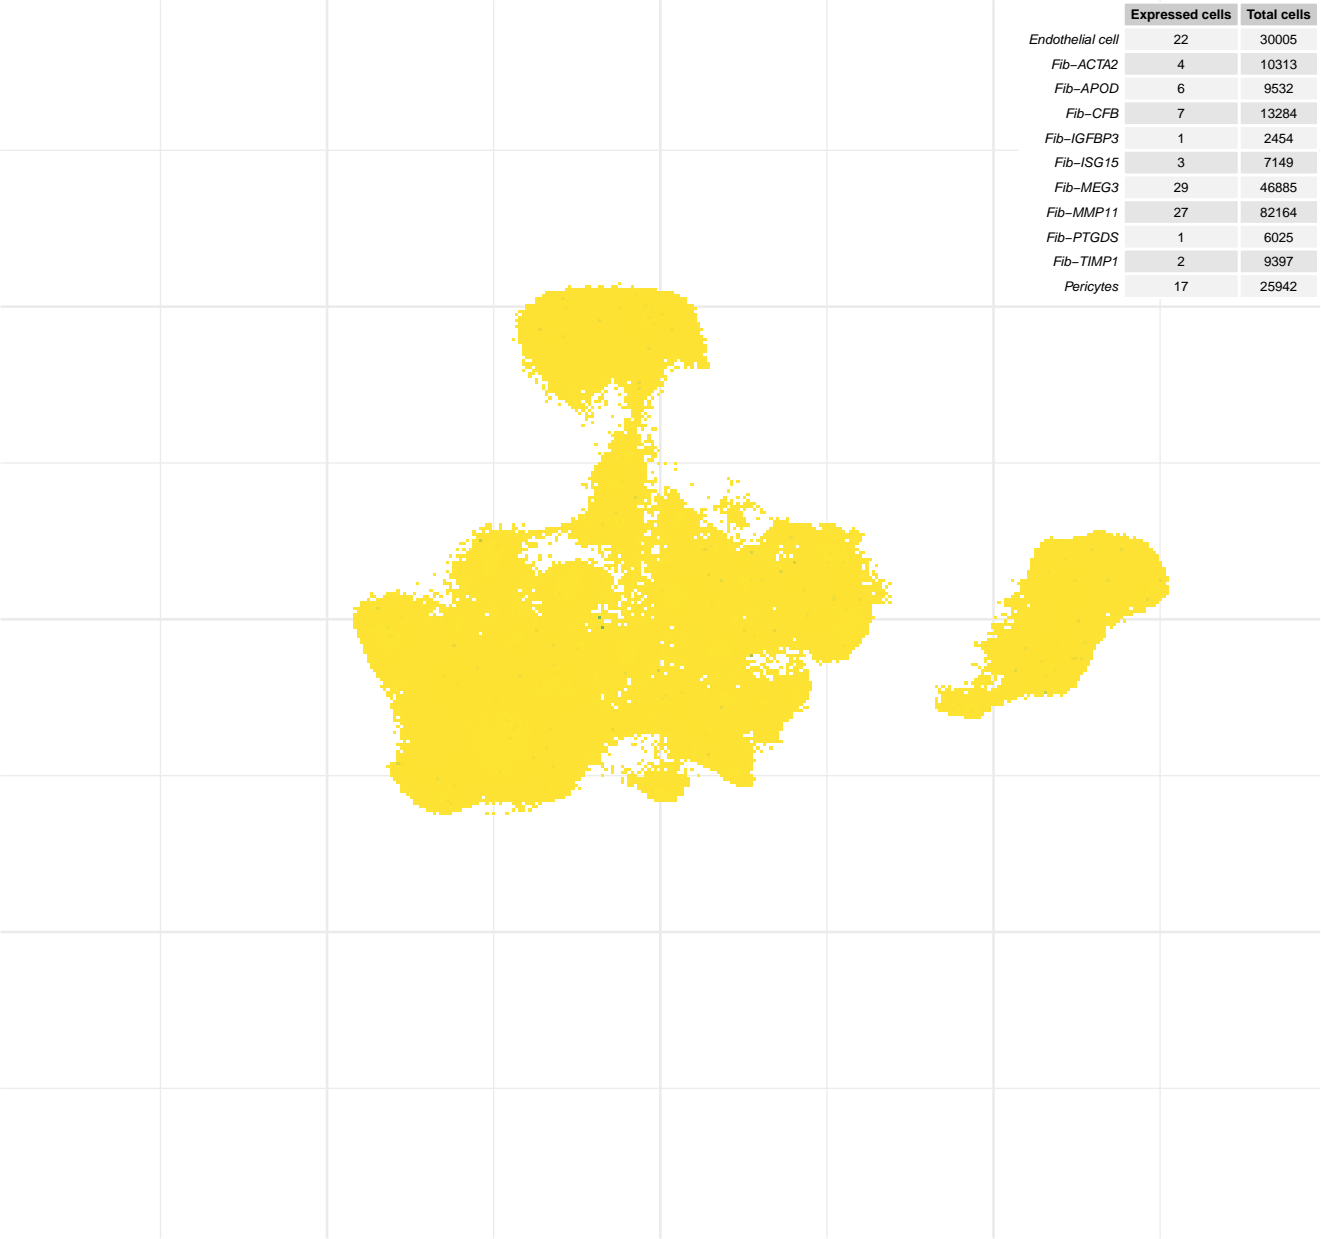 Expressed cells Total cells
Endothelial cell 22 30005
Fib−ACTA2 4 10313
Fib−APOD 6 9532
Fib−CFB 7 13284
Fib−IGFBP3 1 2454
Fib−ISG15 3 7149
Fib−MEG3 29 46885
Fib−MMP11 27 82164
Fib−PTGDS 1 6025
Fib−TIMP1 2 9397
Pericytes 17 25942